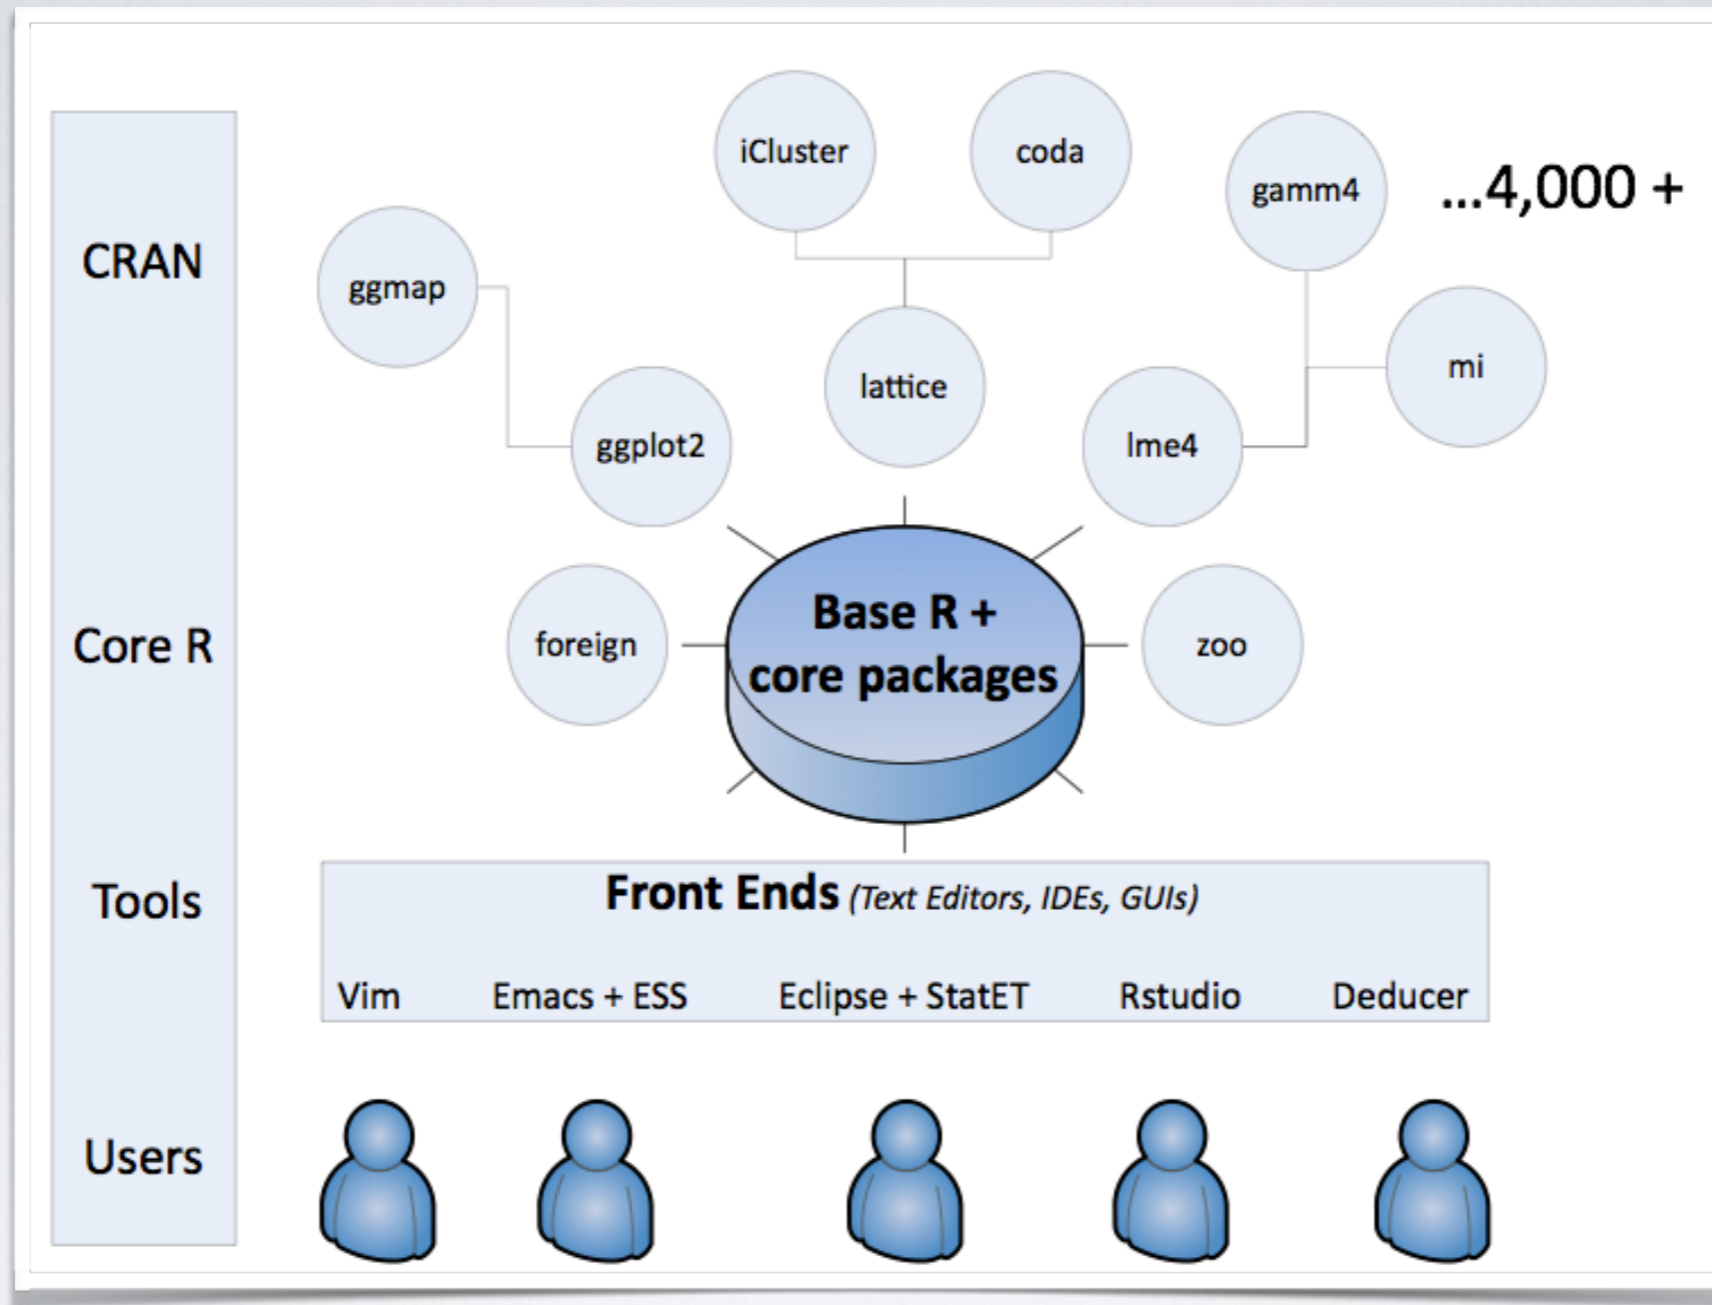 CRAN
Core R
Tools
Users
iCluster
coda
gamm4
...4,000 +
ggmap
mi
lattice
ggplot2
lme4
foreign
Base R +
core packages
zoo
Front Ends (Text Editors, IDEs, GUIs)
Vim
Emacs + ESS
Eclipse + StatET
Rstudio
Deducer